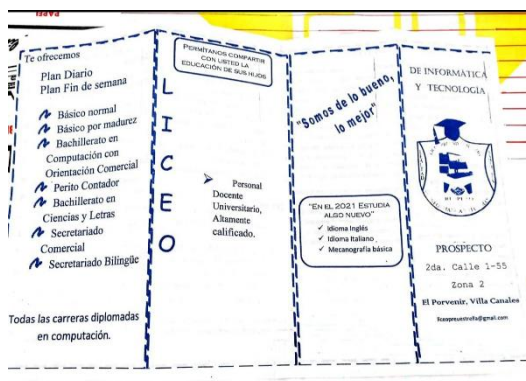 Te ofrecemos
Plan Diario
Plan Fin de semana
Básico normal
Básico por madurez
Bachillerato en
Computación con
Orientación Comercial
Perito Contador
Bachillerato en
Ciencias y Letras
Secretariado
Comercial
Secretariado Bilingüe
Todas las carreras diplomadas
en computación.
PERMÍTANOS COMPARTIR
CON USTED LA
EDUCACIÓN DE SUS HIJOS
L
I
C
E
O
Personal
Docente
Universitario,
Altamente
calificado.
"Somos de lo bueno,
lo mejor"
"EN EL 2021 ESTUDIA
ALGO NUEVO"
Idioma Inglés
Idioma Italiano
Mecanografía básica
DE INFORMÁTICA
Y TECNOLOGÍA
PROSPECTO
2da. Calle 1-55
Zona 2
El Porvenir, Villa Canales